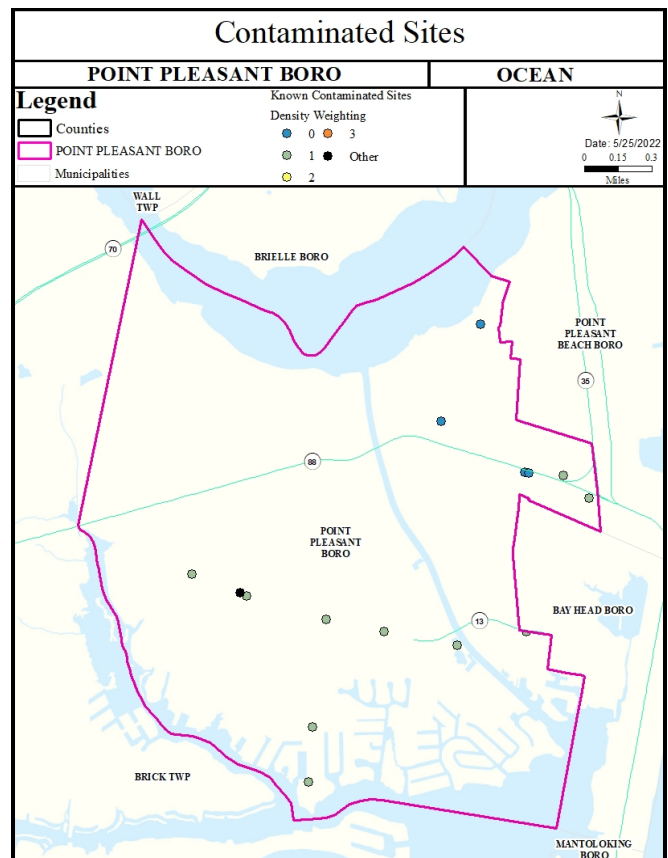 Contaminated Sites
POINT PLEASANT BORO
OCEAN
Legend
Counties
POINT PLEASANT BORO
Municipalities
Known Contaminated Sites
Density Weighting
0
3
1
Other
2
N
Date: 5/25/2022
0 0.15 0.3
Miles
WALL
TWP
70
BRIELLE BORO
POINT
PLEASANT
BEACH BORO
35
88
POINT
PLEASANT
BORO
BAY HEAD BORO
13
BRICK TWP
MANTOLOKING
BORO